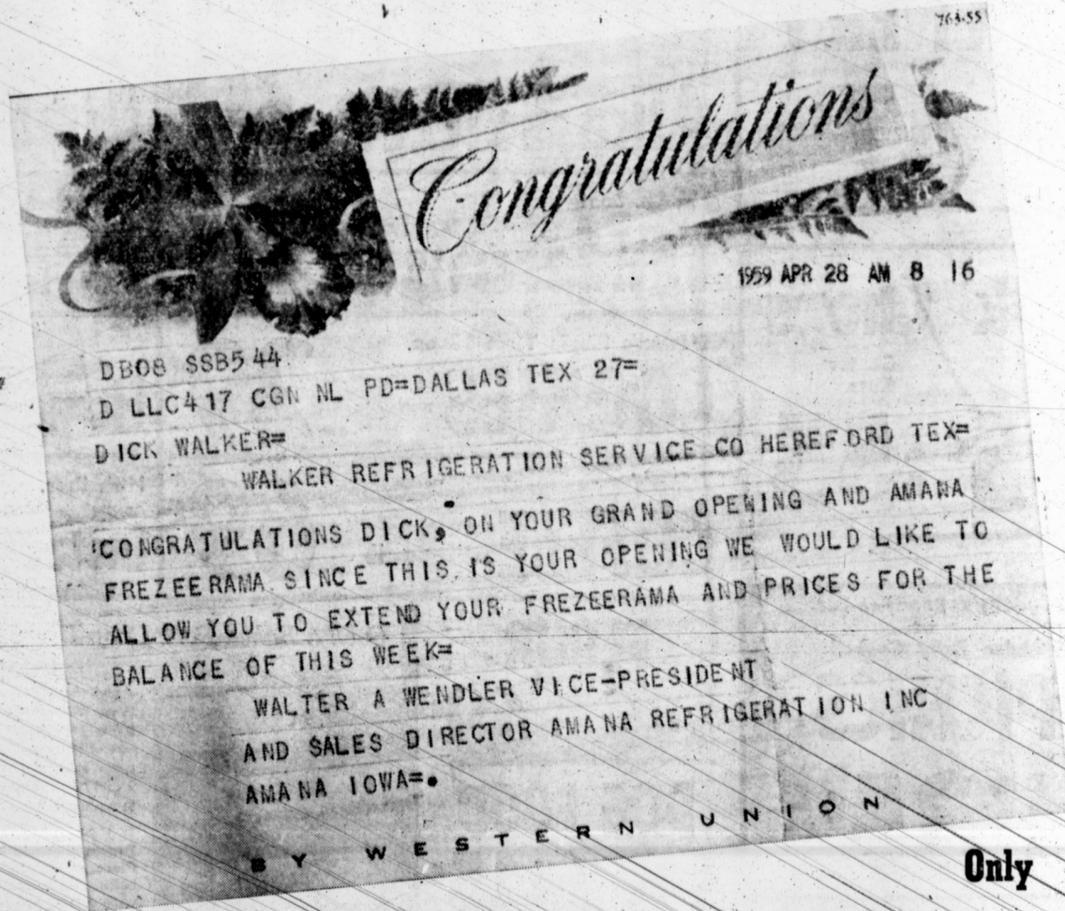 763-55
Congratulations
1959 APR 28 AM 8 16
DB08 SSB544
D LLC417 CGN NL PD=DALLAS TEX 27=
DICK WALKER=
WALKER REFRIGERATION SERVICE CO HEREFORD TEX=
CONGRATULATIONS DICK, ON YOUR GRAND OPENING AND AMANA
FREZEERAMA SINCE THIS IS YOUR OPENING WE WOULD LIKE TO
ALLOW YOU TO EXTEND YOUR FREZEERAMA AND PRICES FOR THE
BALANCE OF THIS WEEK=
WALTER A WENDLER VICE-PRESIDENT
AND SALES DIRECTOR AMANA REFRIGERATION INC
AMANA IOWA=.
BY WESTERN UNION
Only